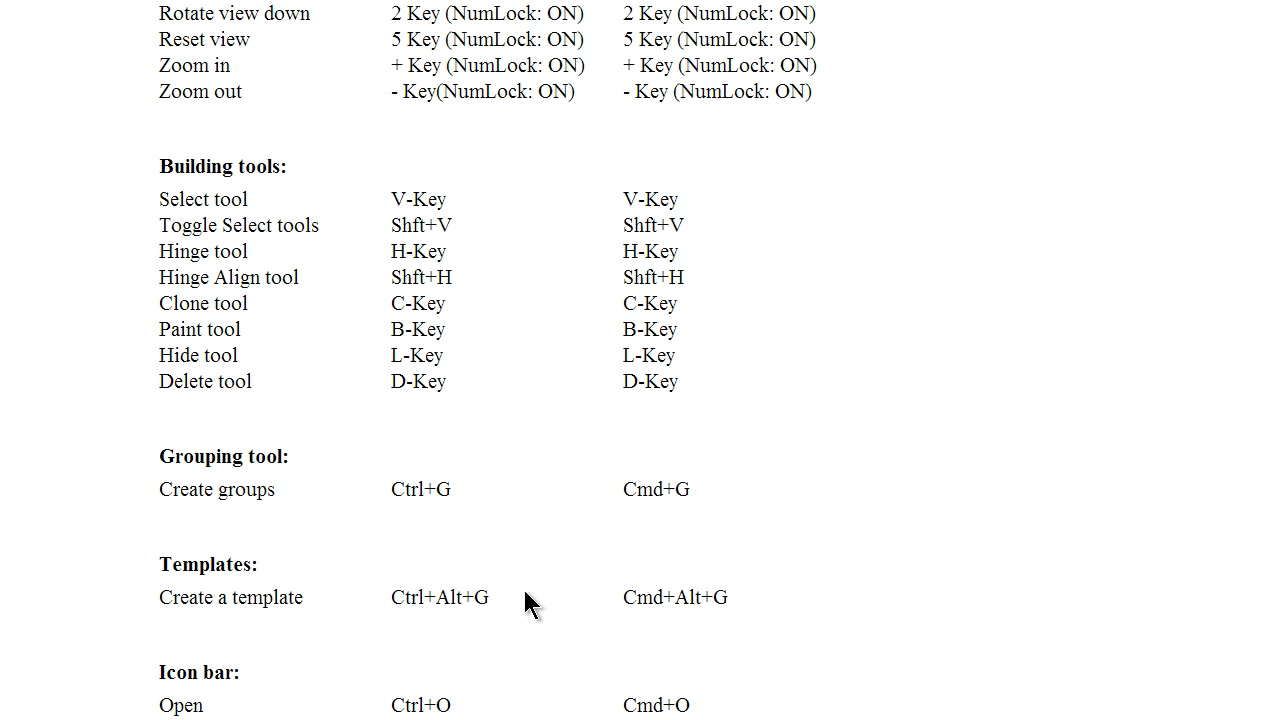 Rotate view down 2 Key (NumLock: ON) 2 Key (NumLock: ON)
Reset view 5 Key (NumLock: ON) 5 Key (NumLock: ON)
Zoom in + Key (NumLock: ON) + Key (NumLock: ON)
Zoom out - Key(NumLock: ON) - Key (NumLock: ON)
Building tools:
Select tool V-Key V-Key
Toggle Select tools Shft+V Shft+V
Hinge tool H-Key H-Key
Hinge Align tool Shft+H Shft+H
Clone tool C-Key C-Key
Paint tool B-Key B-Key
Hide tool L-Key L-Key
Delete tool D-Key D-Key
Grouping tool:
Create groups Ctrl+G Cmd+G
Templates:
Create a template Ctrl+Alt+G Cmd+Alt+G
Icon bar:
Open Ctrl+O Cmd+O